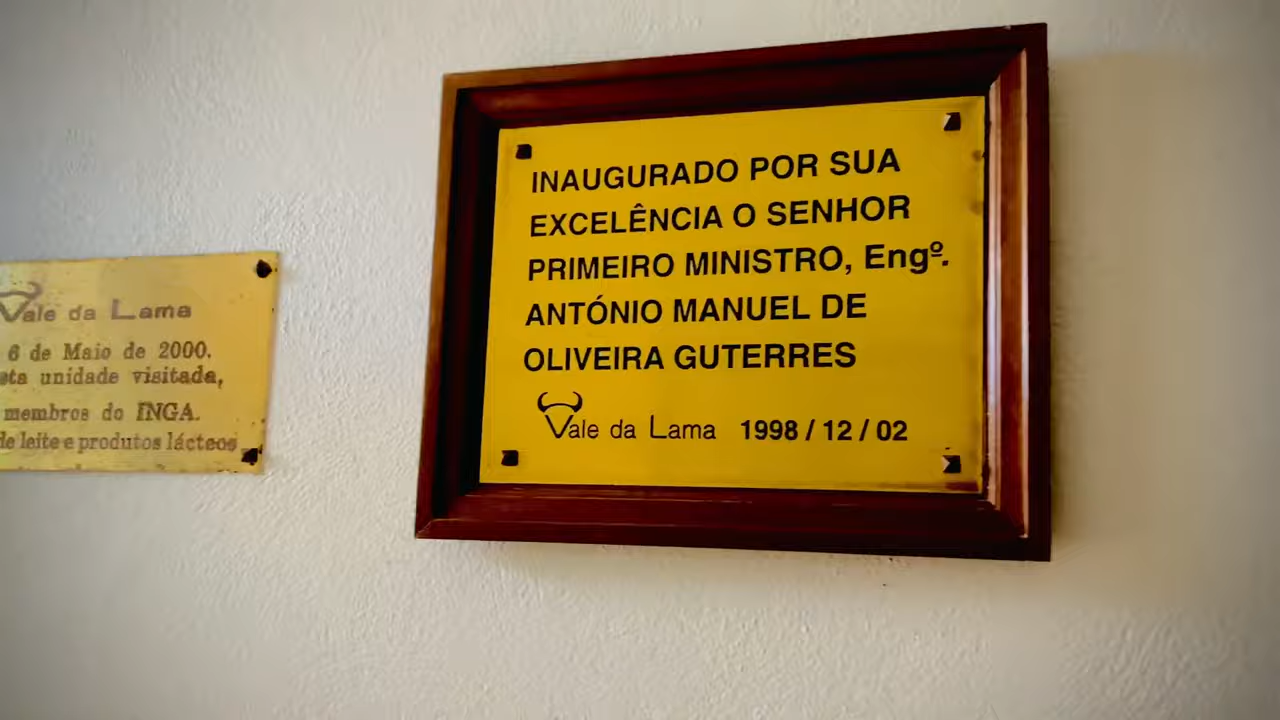 Vale da Lama
6 de Maio de 2000.
unidade visitada,
membros do INGA.
de leite e produtos lácteos
INAUGURADO POR SUA
EXCELÊNCIA O SENHOR
PRIMEIRO MINISTRO, Engº.
ANTÓNIO MANUEL DE
OLIVEIRA GUTERRES
Vale da Lama 1998 / 12 / 02